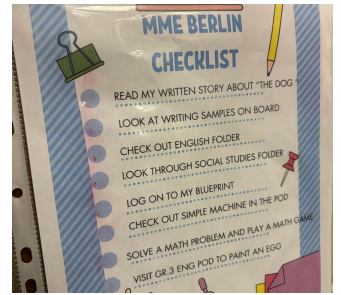 MME BERLIN
CHECKLIST
READ MY WRITTEN STORY ABOUT "THE DOG"
LOOK AT WRITING SAMPLES ON BOARD
CHECK OUT ENGLISH FOLDER
LOOK THROUGH SOCIAL STUDIES FOLDER
LOG ON TO MY BLUEPRINT
CHECK OUT SIMPLE MACHINE IN THE POD
SOLVE A MATH PROBLEM AND PLAY A MATH GAME
VISIT GR.3 ENG POD TO PAINT AN EGG